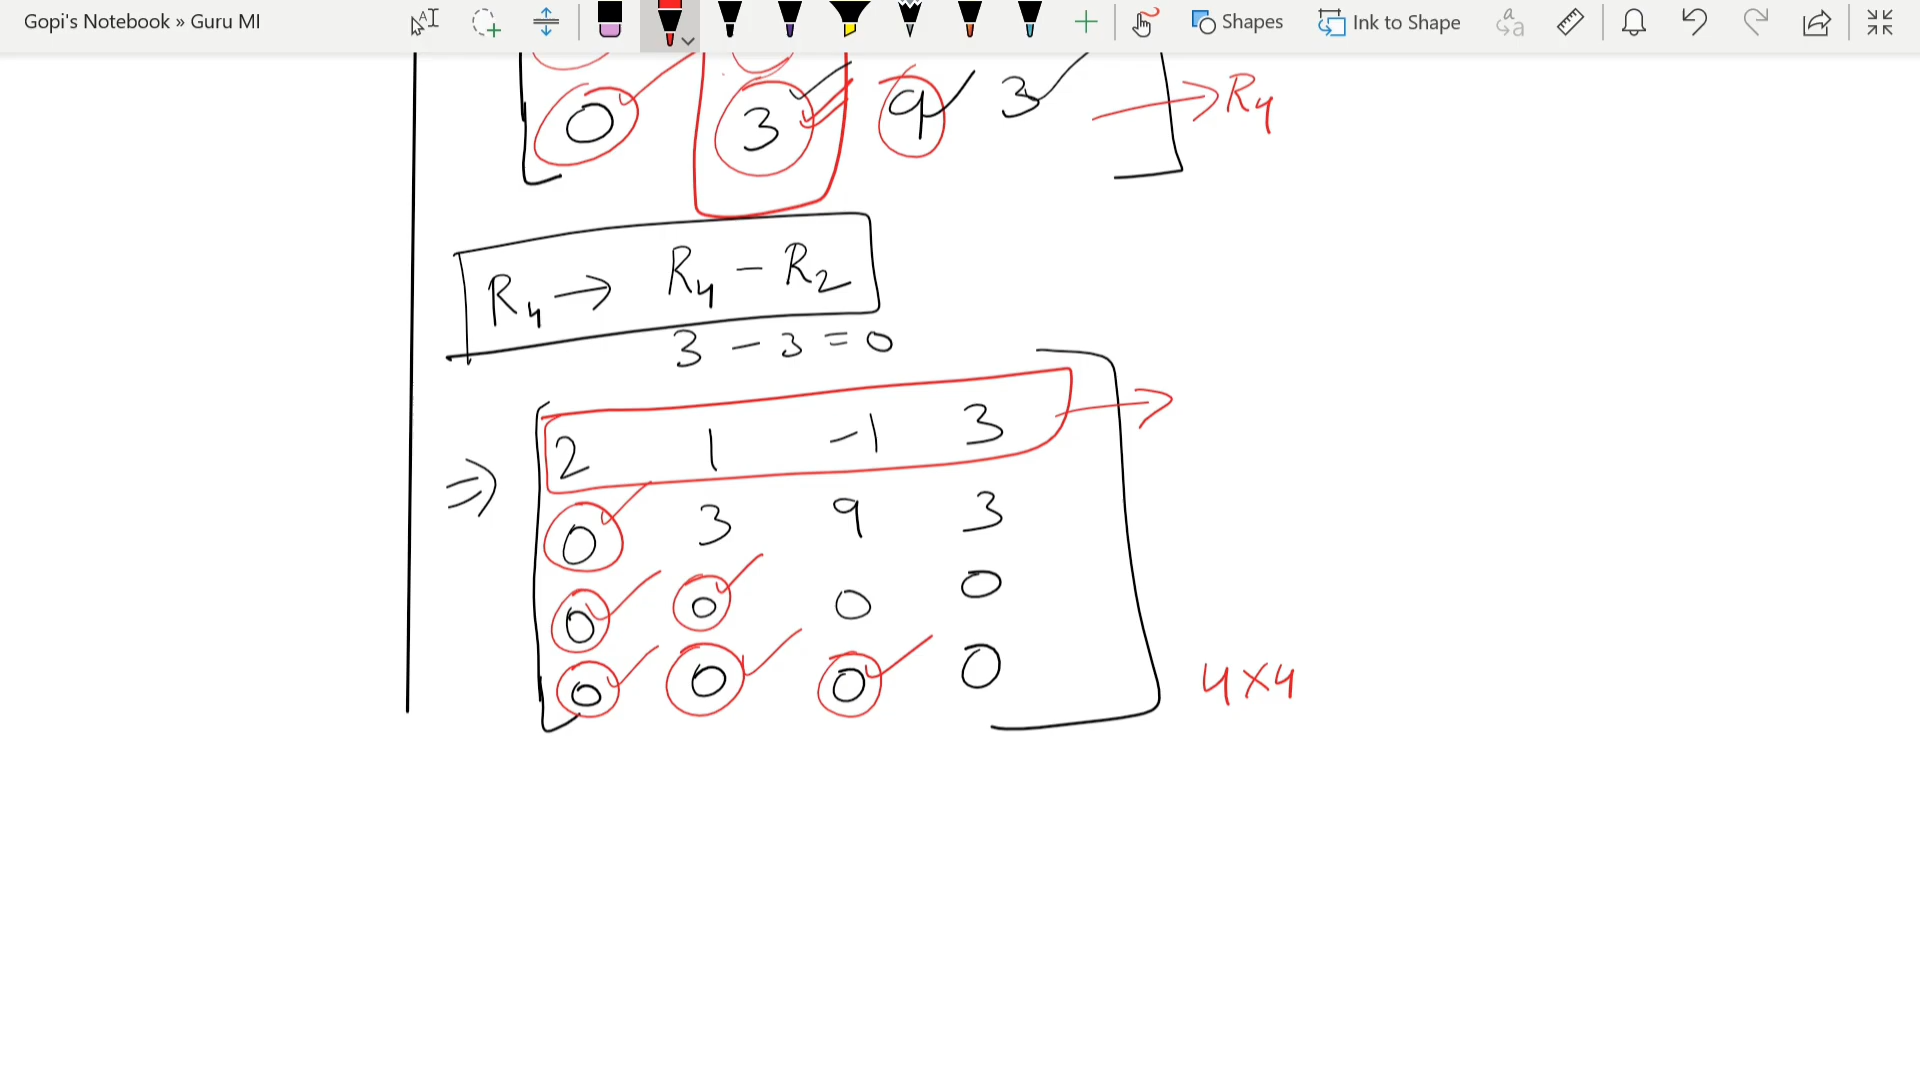 Gopi's Notebook » Guru MI
Shapes
Ink to Shape
0 3 9 3 → R4
R4 → R4 - R2
3 - 3 = 0
⇒ 2 1 -1 3 →
0 3 9 3
0 0 0 0
0 0 0 0 4×4